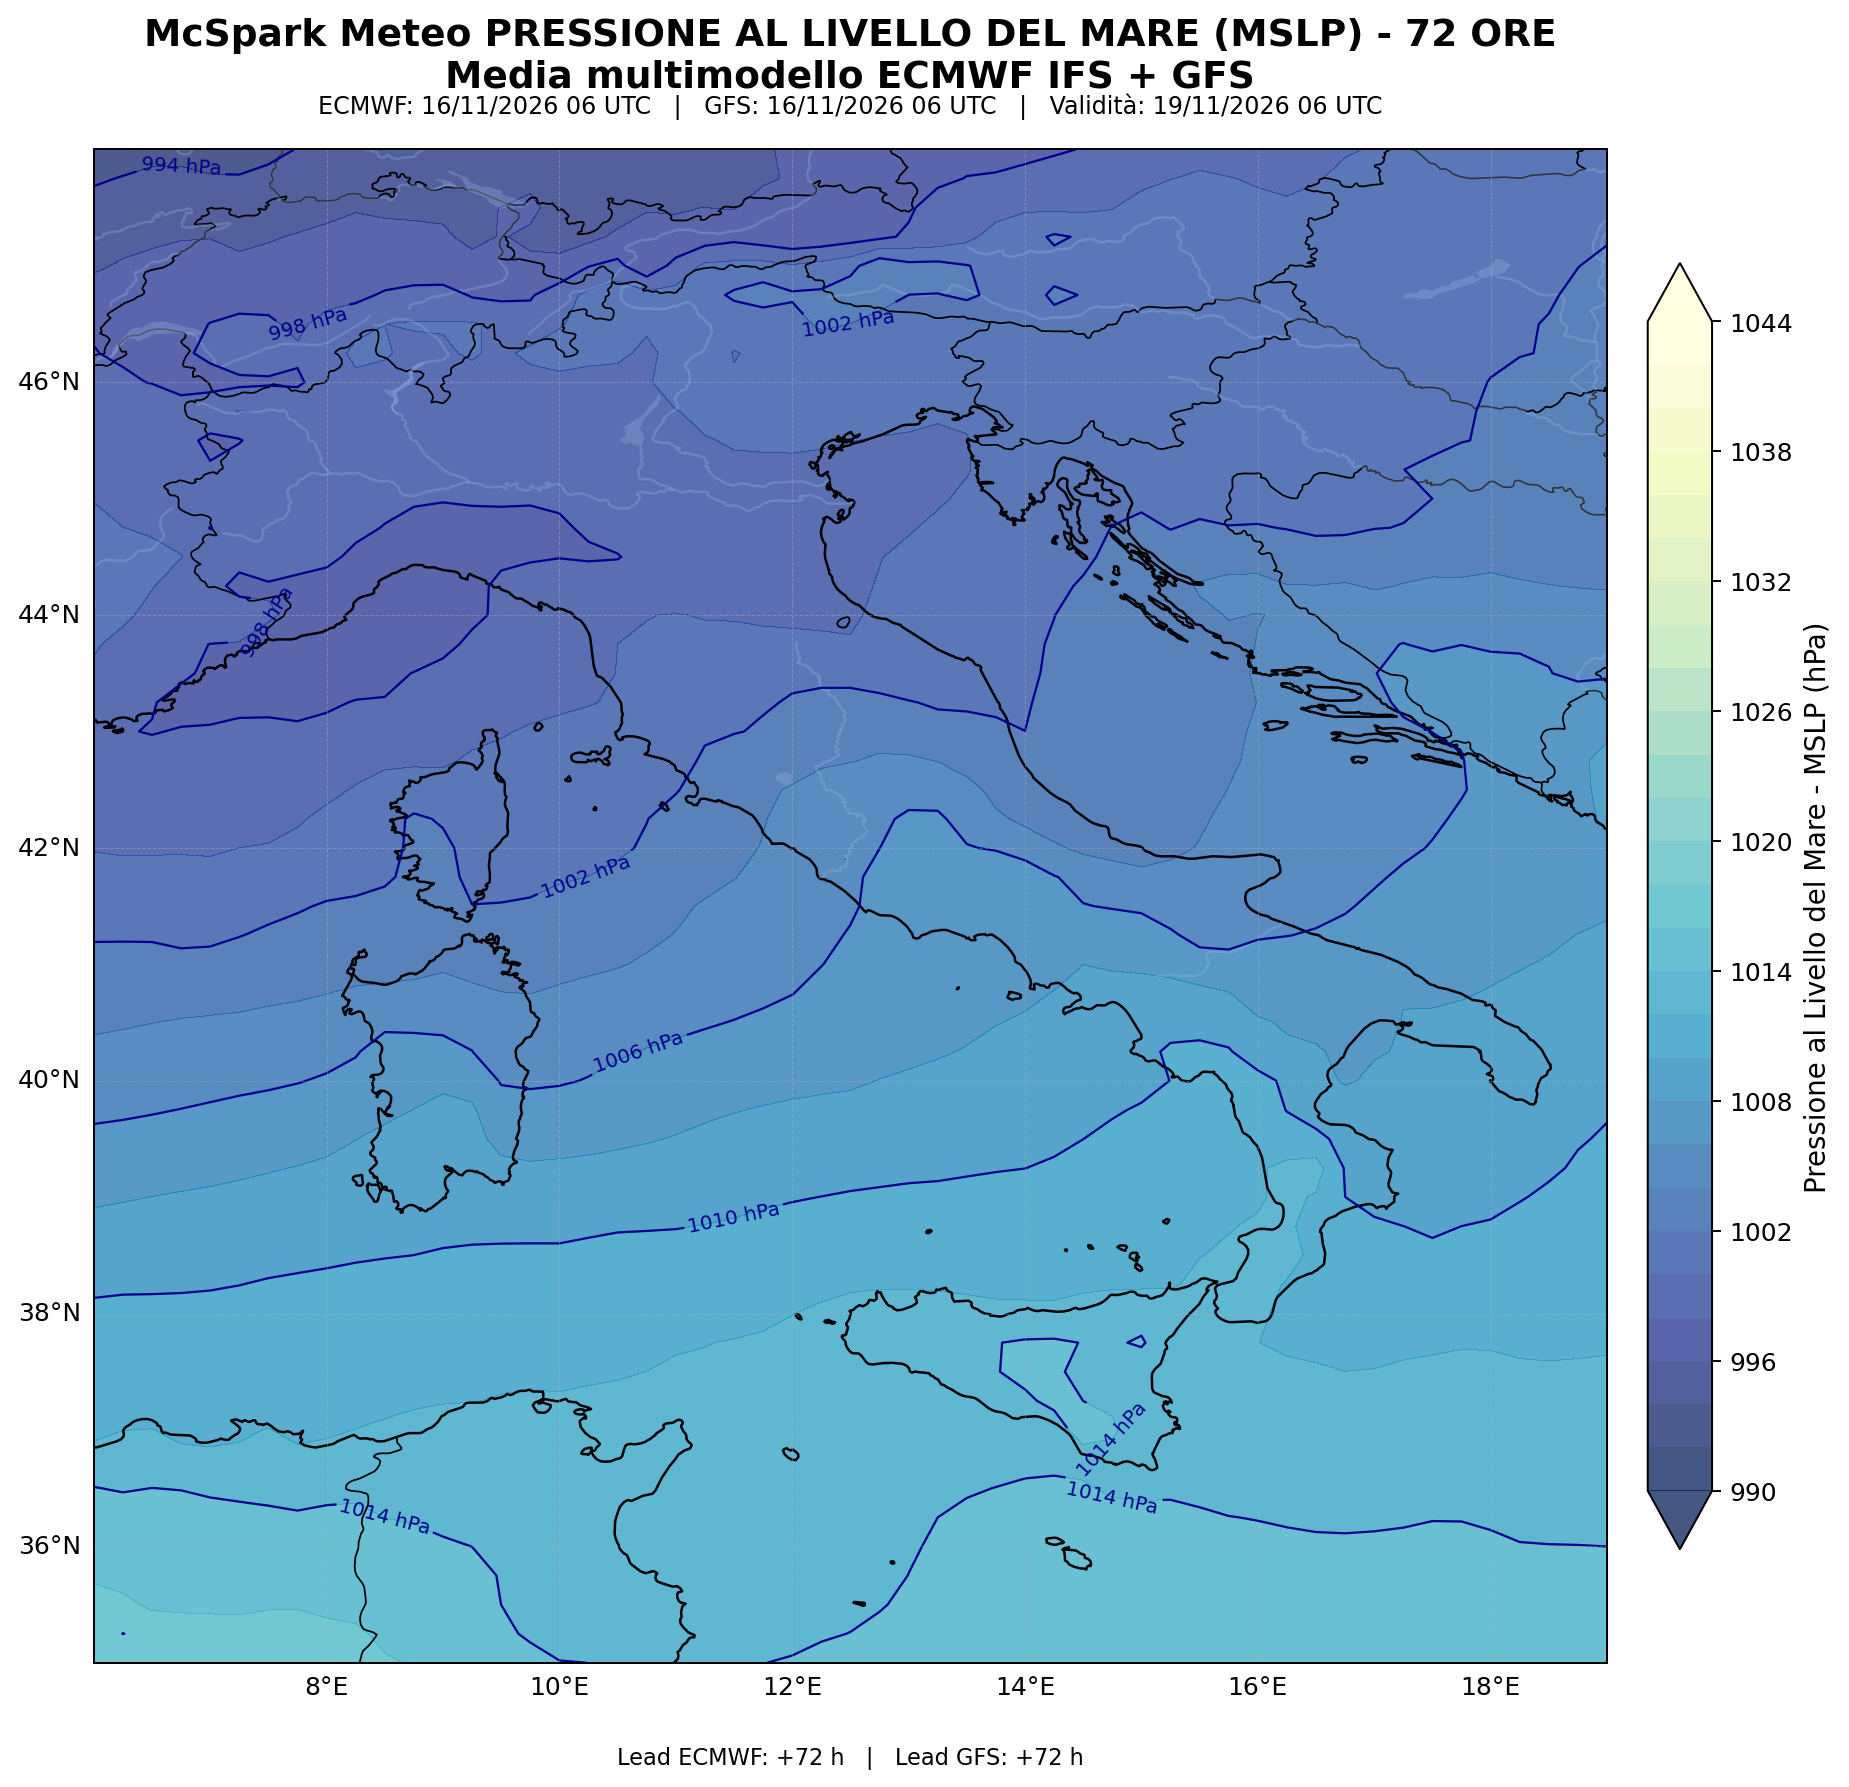 McSpark Meteo PRESSIONE AL LIVELLO DEL MARE (MSLP) - 72 ORE
Media multimodello ECMWF IFS + GFS
ECMWF: 16/11/2026 06 UTC | GFS: 16/11/2026 06 UTC | Validità: 19/11/2026 06 UTC
994 hPa
998 hPa
1002 hPa
998 hPa
1002 hPa
1006 hPa
1010 hPa
1014 hPa
1014 hPa
1014 hPa
46°N
44°N
42°N
40°N
38°N
36°N
8°E
10°E
12°E
14°E
16°E
18°E
1044
1038
1032
1026
1020
1014
1008
1002
996
990
Pressione al Livello del Mare - MSLP (hPa)
Lead ECMWF: +72 h | Lead GFS: +72 h